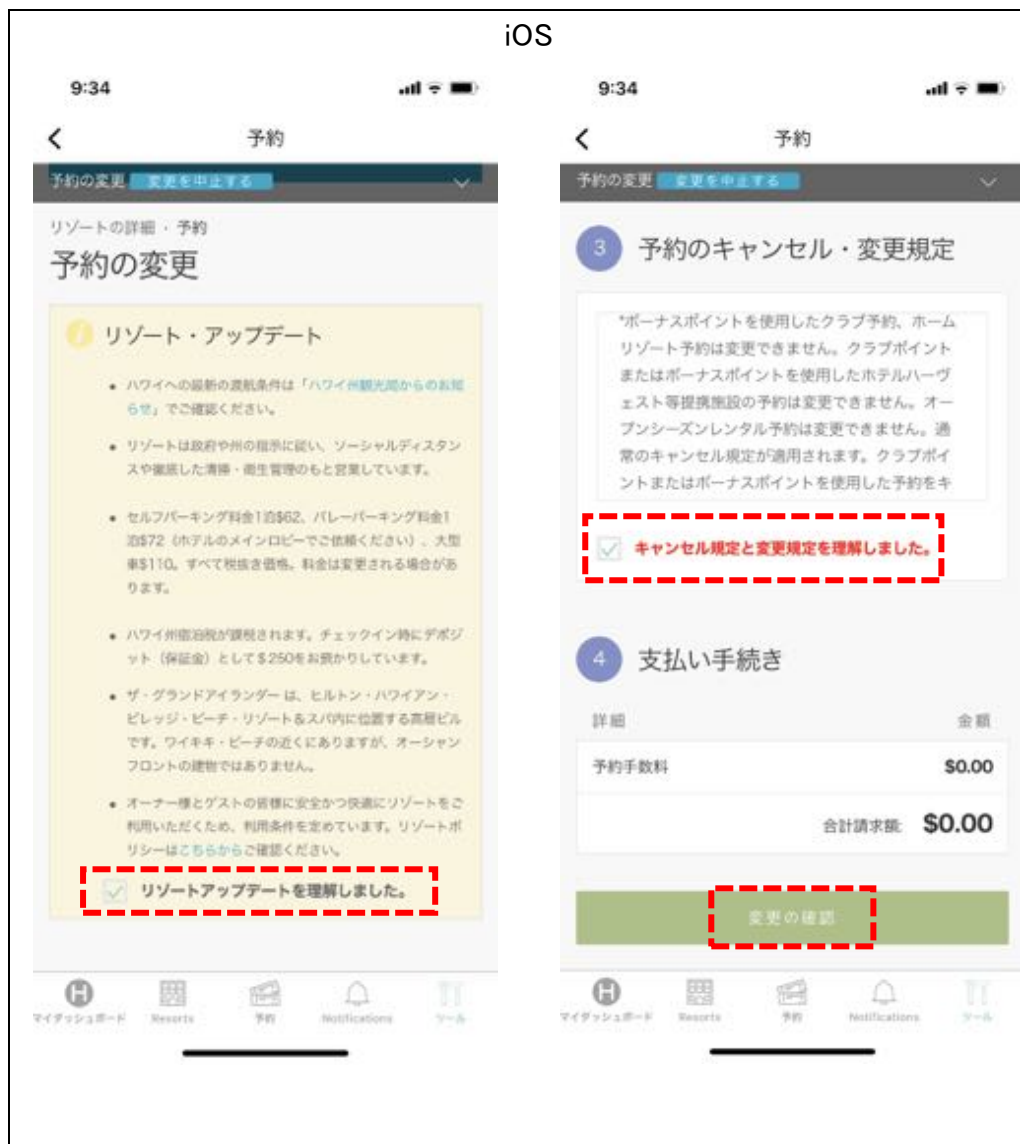 iOS
9:34
予約
予約の変更 変更を中止する
リゾートの詳細 · 予約
予約の変更
リゾート・アップデート
• ハワイへの最新の渡航条件は「ハワイ州観光局からのお知
らせ」でご確認ください。
• リゾートは政府や州の指示に従い、ソーシャルディスタン
スや徹底した清掃・衛生管理のもと営業しています。
• セルフパーキング料金1泊$62、バレーパーキング料金1
泊$72（ホテルのメインロビーでご依頼ください）、大型
車$110。すべて税抜き価格。料金は変更される場合があ
ります。
• ハワイ州宿泊税が課税されます。チェックイン時にデポジ
ット（保証金）として$250をお預かりしています。
• ザ・グランドアイランダー は、ヒルトン・ハワイアン・
ビレッジ・ビーチ・リゾート&スパ内に位置する高層ビル
です。ワイキキ・ビーチの近くにありますが、オーシャン
フロントの建物ではありません。
• オーナー様とゲストの皆様に安全かつ快適にリゾートをご
利用いただくため、利用条件を定めています。リゾートポ
リシーはこちらからご確認ください。
リゾートアップデートを理解しました。
マイダッシュボード Resorts 予約 Notifications ツール
9:34
予約
予約の変更 変更を中止する
3 予約のキャンセル・変更規定
*ボーナスポイントを使用したクラブ予約、ホーム
リゾート予約は変更できません。クラブポイント
またはボーナスポイントを使用したホテルハーヴ
ェスト等提携施設の予約は変更できません。オー
プンシーズンレンタル予約は変更できません。通
常のキャンセル規定が適用されます。クラブポイ
ントまたはボーナスポイントを使用した予約をキ
キャンセル規定と変更規定を理解しました。
4 支払い手続き
詳細 金額
予約手数料 $0.00
合計請求額: $0.00
変更の確認
マイダッシュボード Resorts 予約 Notifications ツール